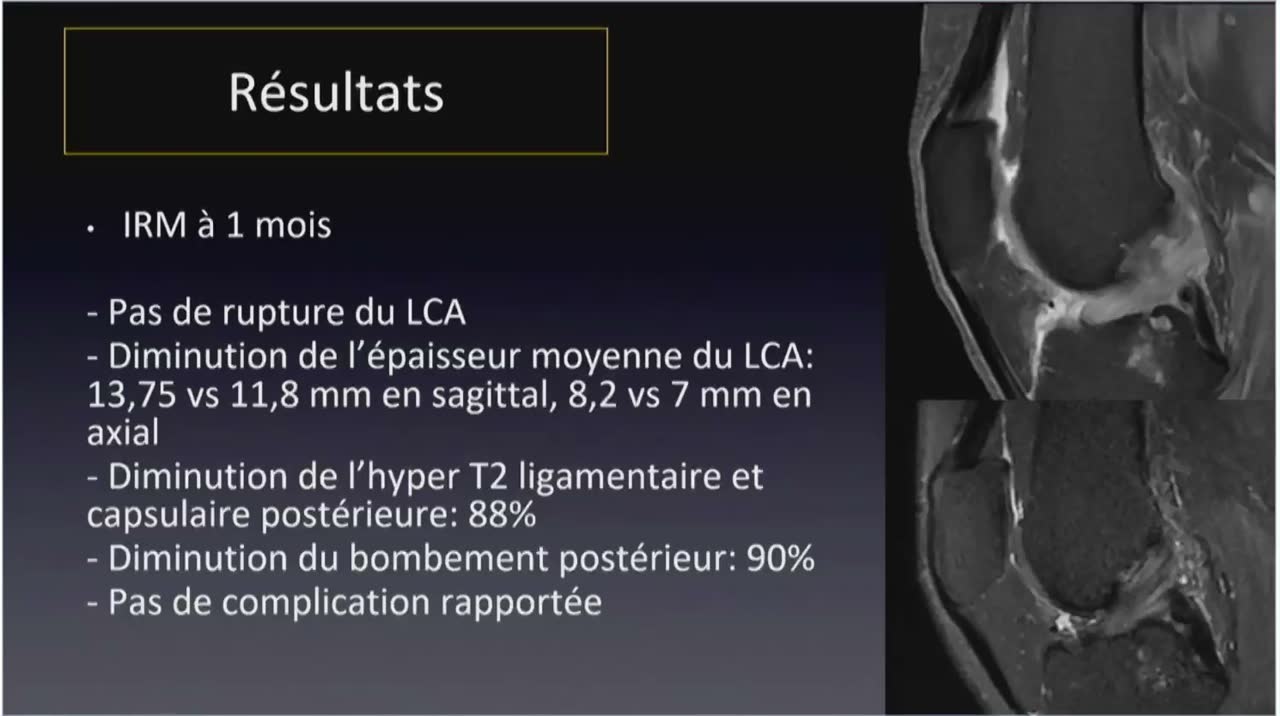 Résultats
• IRM à 1 mois
- Pas de rupture du LCA
- Diminution de l’épaisseur moyenne du LCA:
13,75 vs 11,8 mm en sagittal, 8,2 vs 7 mm en
axial
- Diminution de l’hyper T2 ligamentaire et
capsulaire postérieure: 88%
- Diminution du bombement postérieur: 90%
- Pas de complication rapportée